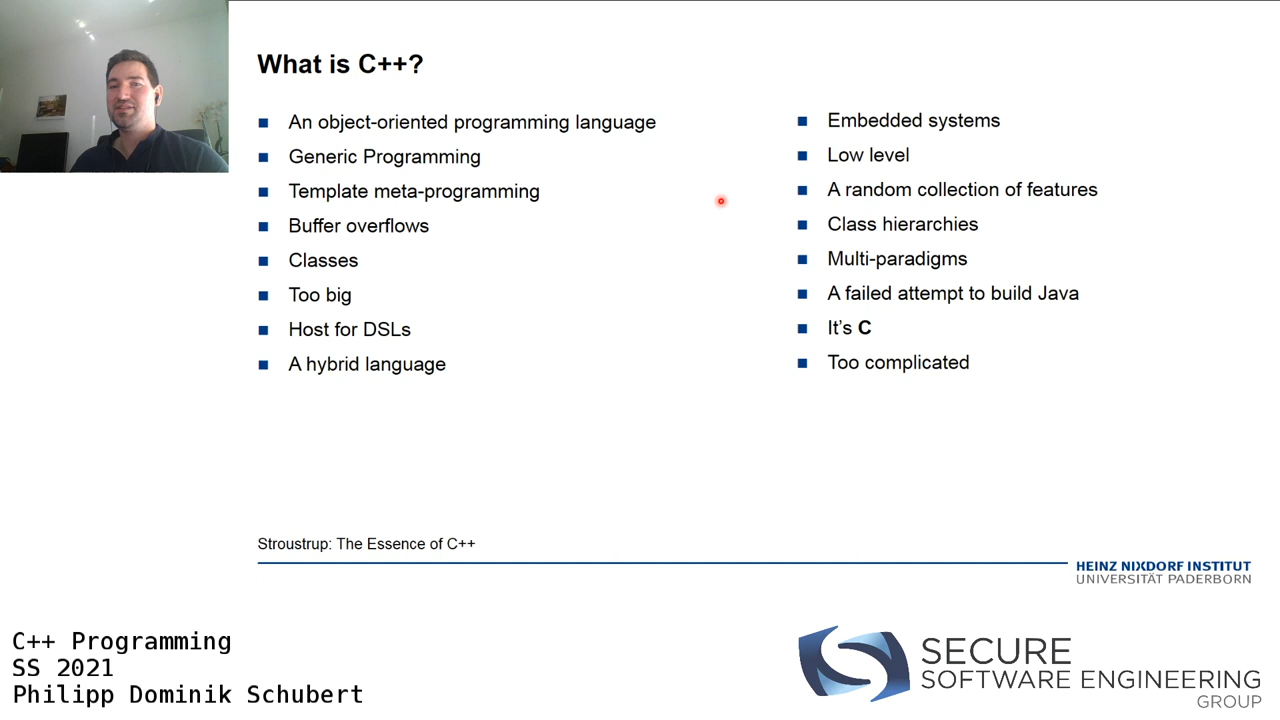 What is C++?
An object-oriented programming language
Generic Programming
Template meta-programming
Buffer overflows
Classes
Too big
Host for DSLs
A hybrid language
Embedded systems
Low level
A random collection of features
Class hierarchies
Multi-paradigms
A failed attempt to build Java
It's C
Too complicated
Stroustrup: The Essence of C++
HEINZ NIXDORF INSTITUT
UNIVERSITÄT PADERBORN
C++ Programming
SS 2021
Philipp Dominik Schubert
SECURE
SOFTWARE ENGINEERING
GROUP